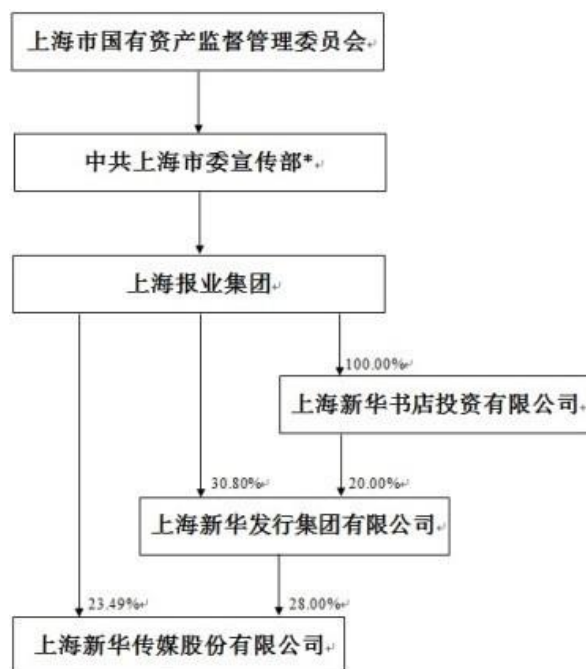 上海市国有资产监督管理委员会
中共上海市委宣传部*
上海报业集团
100.00%
上海新华书店投资有限公司
30.80%
20.00%
上海新华发行集团有限公司
23.49%
28.00%
上海新华传媒股份有限公司